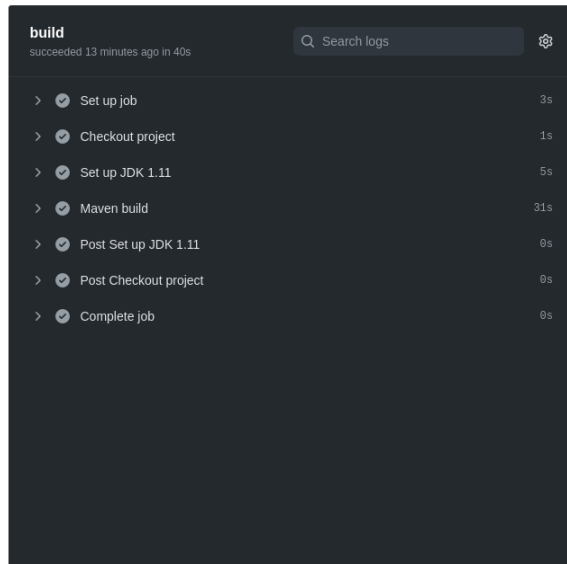 build
succeeded 13 minutes ago in 40s
Search logs
Set up job 3s
Checkout project 1s
Set up JDK 1.11 5s
Maven build 31s
Post Set up JDK 1.11 0s
Post Checkout project 0s
Complete job 0s